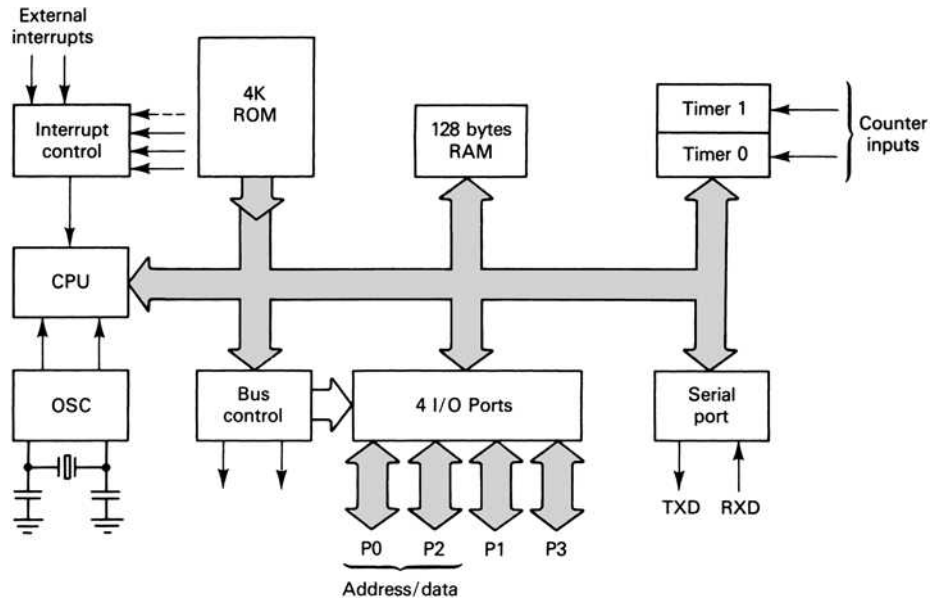 External
interrupts
Interrupt
control
4K
ROM
128 bytes
RAM
Timer 1
Timer 0
Counter
inputs
CPU
OSC
Bus
control
4 I/O Ports
Serial
port
TXD RXD
P0 P2 P1 P3
Address/data